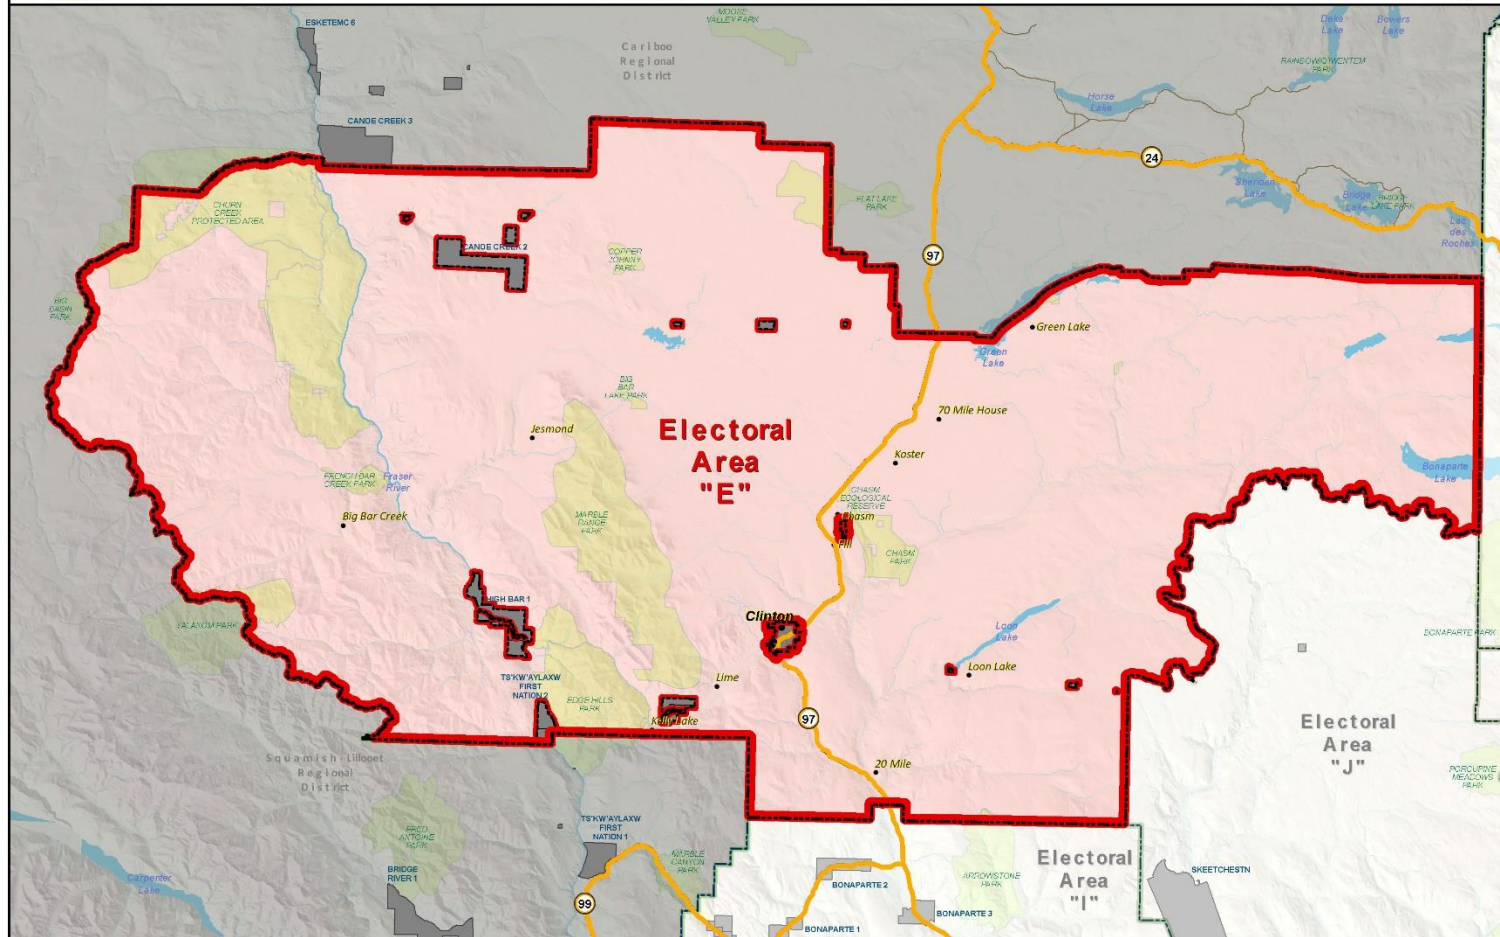 ESKETEMC 6
MOOSE
VALLEY PARK
Cariboo
Regional
District
Deka
Lake
Bowers
Lake
Horse
Lake
CANOE CREEK 3
24
Sheridan
Lake
Bridge
Lake
BRIDGE
LAKE PARK
Lac
des
Roches
CHURN
CREEK
PROTECTED AREA
FLAT LAKE
PARK
CANOE CREEK 2
COPPER
JOHNNY
PARK
97
BIG
BASIN
PARK
Green Lake
Green
Lake
BIG
BAR
LAKE PARK
70 Mile House
Jesmond
Electoral
Area
"E"
Koster
Bonaparte
Lake
FRENCH BAR
CREEK PARK
Fraser
River
CHASM
ECOLOGICAL
RESERVE
Chasm
Big Bar Creek
MARBLE
RANGE
PARK
Fill
CHASM
PARK
HIGH BAR 1
Clinton
YALAKOM PARK
Loon
Lake
BONAPARTE PARK
TS'KW'AYLAXW
FIRST
NATION 2
Lime
Loon Lake
EDGE HILLS
PARK
Kelly Lake
97
Electoral
Area
"J"
Squamish-Lillooet
Regional
District
20 Mile
PORCUPINE
MEADOWS
PARK
TS'KW'AYLAXW
FIRST
NATION 1
FRED
ANTOINE
PARK
MARBLE
CANYON
PARK
Electoral
Area
"I"
Carpenter
Lake
BRIDGE
RIVER 1
BONAPARTE 2
ARROWSTONE
PARK
SKEETCHESTN
99
BONAPARTE 3
BONAPARTE 1